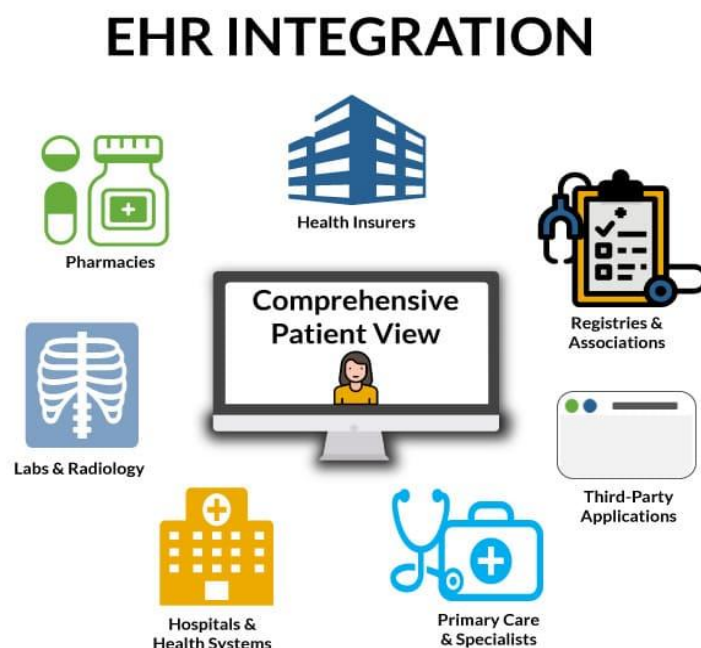 EHR INTEGRATION
Health Insurers
Pharmacies
Comprehensive
Patient View
Registries &
Associations
Labs & Radiology
Third-Party
Applications
Hospitals &
Health Systems
Primary Care
& Specialists